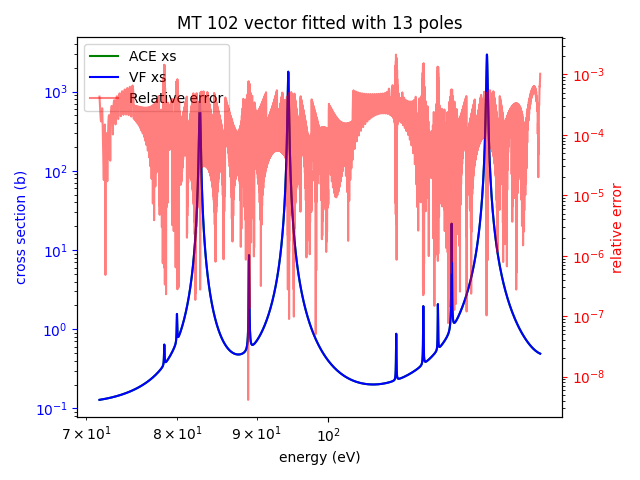 MT 102 vector fitted with 13 poles
ACE xs
VF xs
Relative error
10³
10²
10¹
10⁰
10⁻¹
cross section (b)
10⁻³
10⁻⁴
10⁻⁵
10⁻⁶
10⁻⁷
10⁻⁸
relative error
7 × 10¹ 8 × 10¹ 9 × 10¹ 10²
energy (eV)